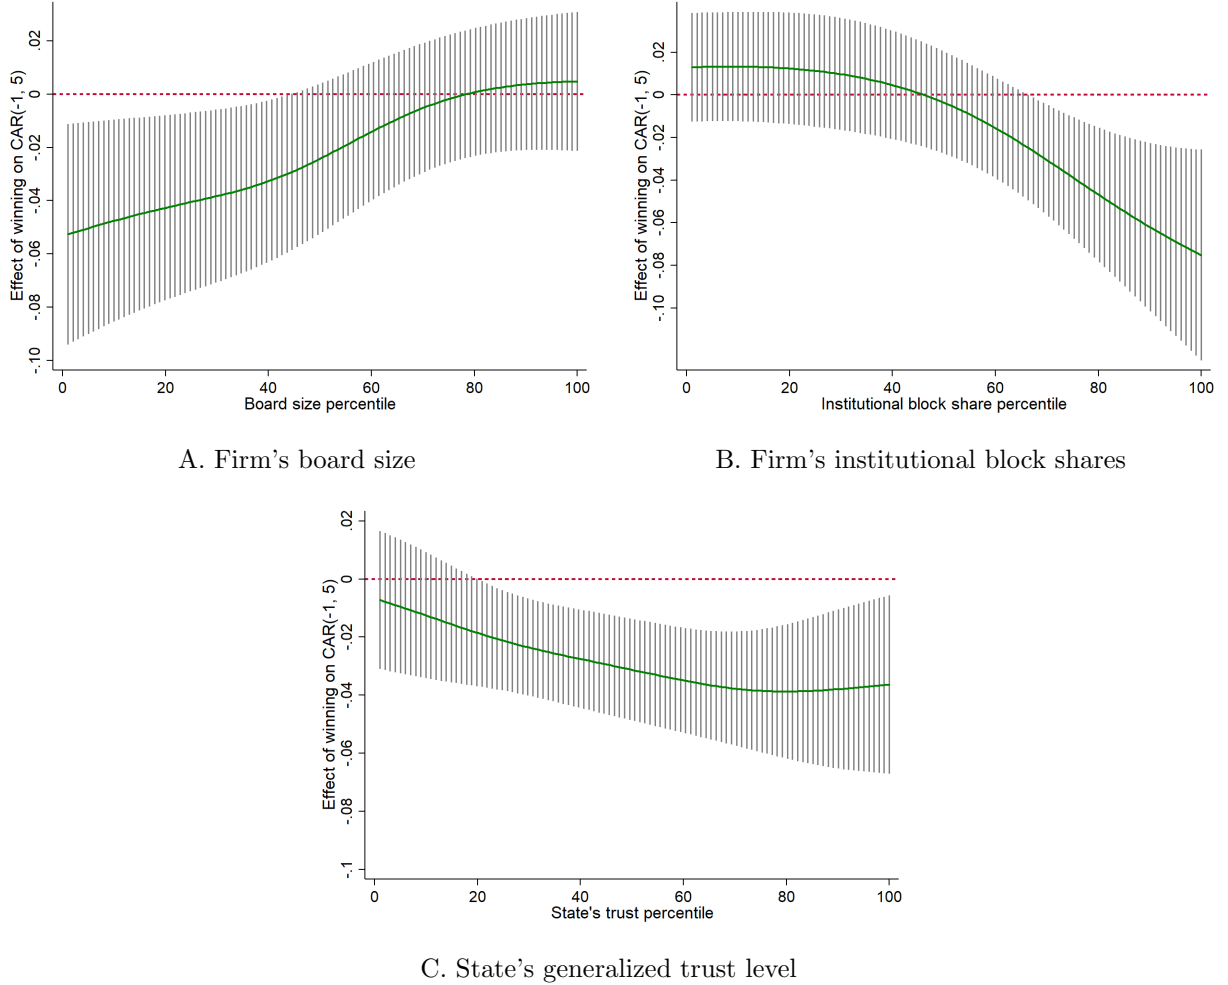 Effect of winning on CAR(-1, 5)
.02
0
-.02
-.04
-.06
-.08
-.10
0 20 40 60 80 100
Board size percentile
A. Firm's board size
Effect of winning on CAR(-1, 5)
.02
0
-.02
-.04
-.06
-.08
-.10
0 20 40 60 80 100
Institutional block share percentile
B. Firm's institutional block shares
Effect of winning on CAR(-1, 5)
.02
0
-.02
-.04
-.06
-.08
-.1
0 20 40 60 80 100
State's trust percentile
C. State's generalized trust level